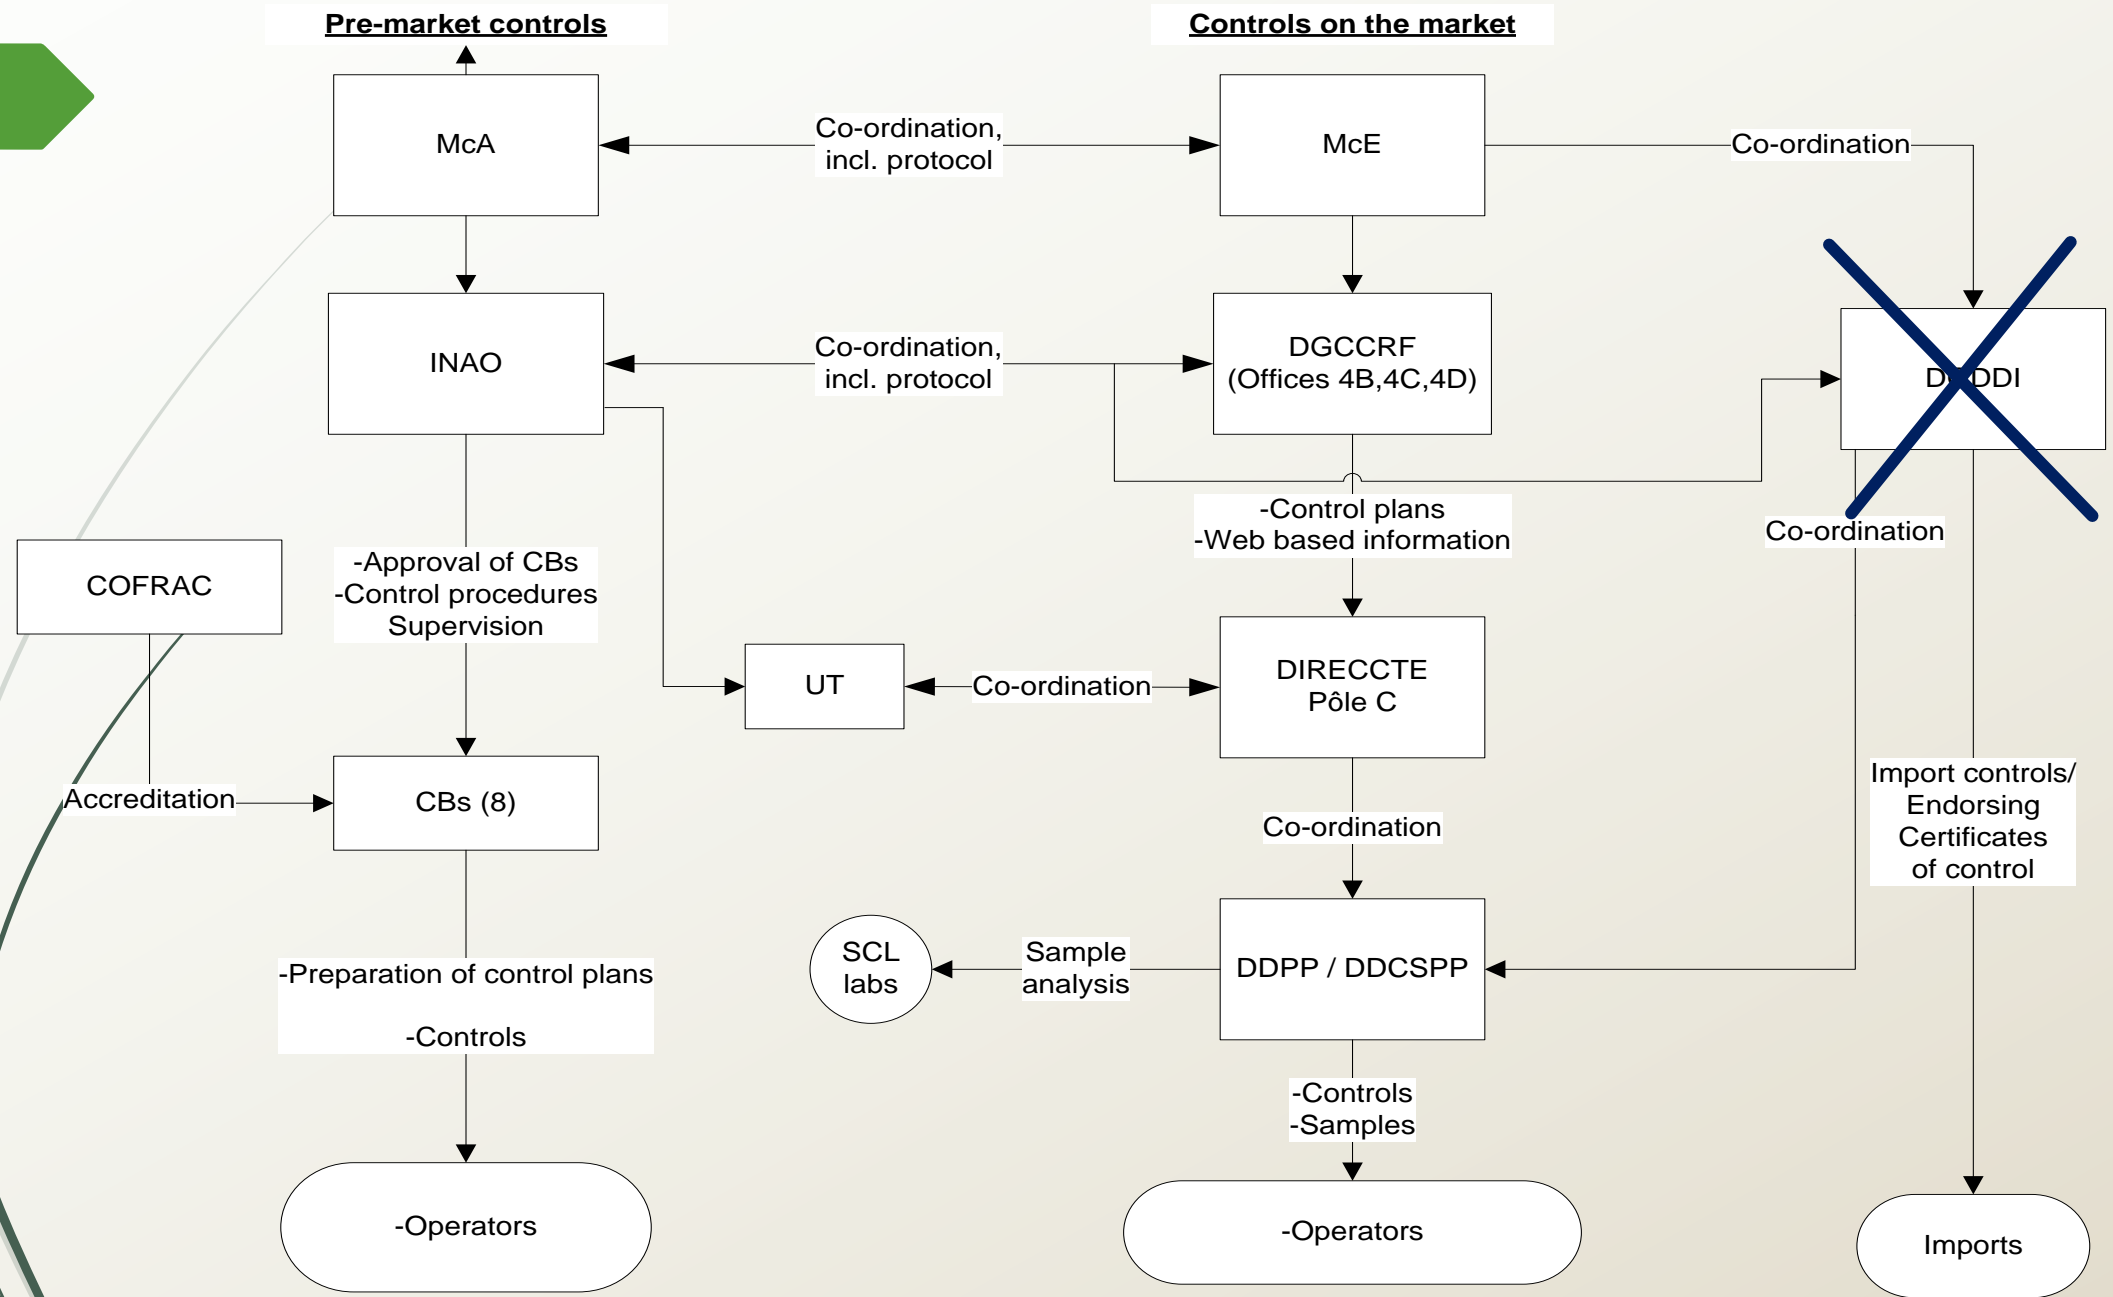 Pre-market controls
Controls on the market
McA
Co-ordination,
incl. protocol
McE
Co-ordination
INAO
Co-ordination,
incl. protocol
DGCCRF
(Offices 4B,4C,4D)
-Control plans
-Web based information
Co-ordination
COFRAC
-Approval of CBs
-Control procedures
Supervision
UT
Co-ordination
DIRECCTE
Pôle C
Accreditation
CBs (8)
Co-ordination
Import controls/
Endorsing
Certificates
of control
-Preparation of control plans
-Controls
SCL
labs
Sample
analysis
DDPP / DDCSPP
-Controls
-Samples
-Operators
-Operators
Imports